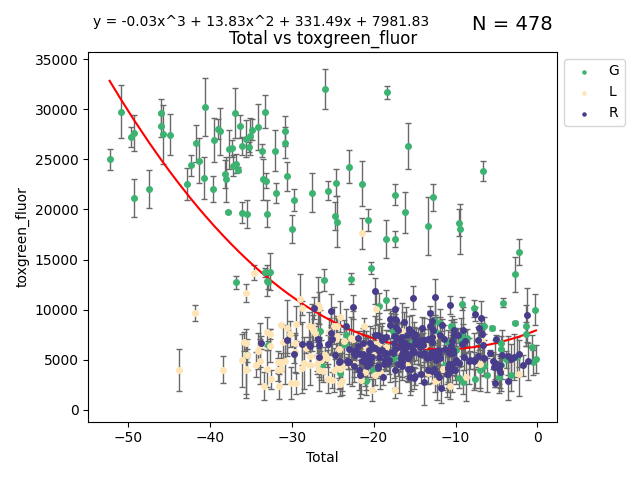 y = -0.03x^3 + 13.83x^2 + 331.49x + 7981.83
N = 478
Total vs toxgreen_fluor
35000
30000
25000
20000
15000
10000
5000
0
toxgreen_fluor
−50
−40
−30
−20
−10
0
Total
G
L
R